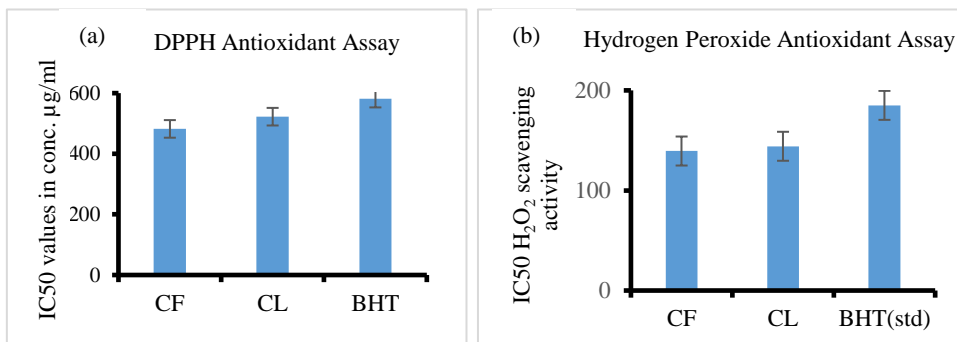 (a)
DPPH Antioxidant Assay
IC50 values in conc. µg/ml
600
400
200
0
CF CL BHT
(b)
Hydrogen Peroxide Antioxidant Assay
IC50 H₂O₂ scavenging
activity
200
100
0
CF CL BHT(std)